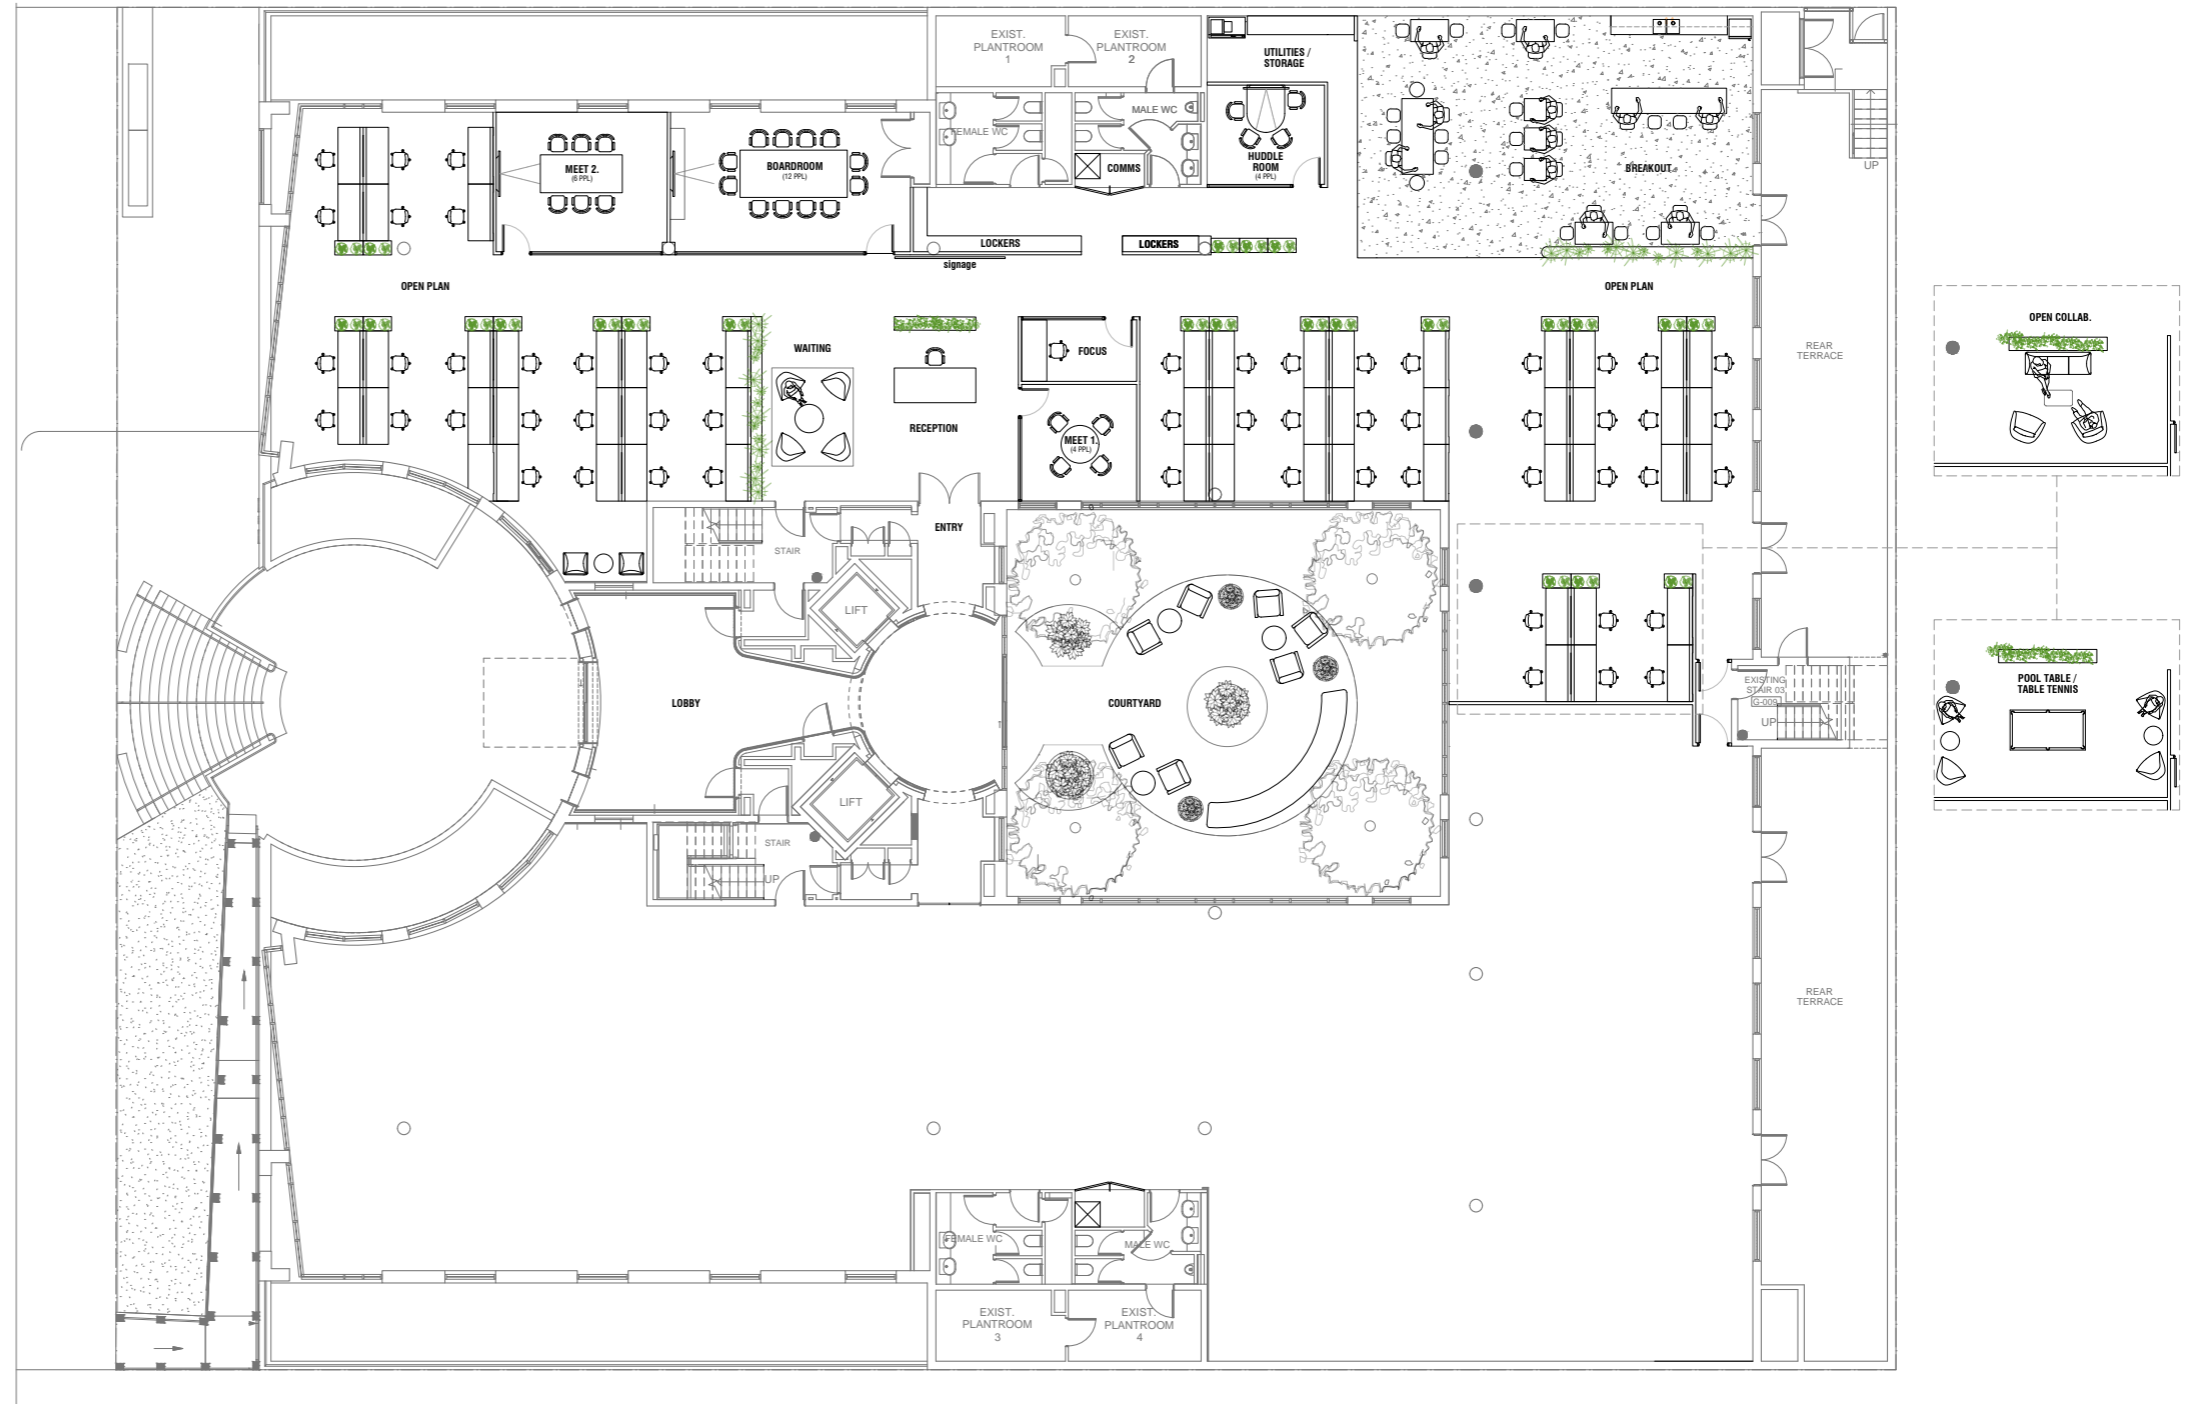 EXIST.
PLANTROOM
1
EXIST.
PLANTROOM
2
UTILITIES /
STORAGE
FEMALE WC
MALE WC
COMMS
HUDDLE
ROOM
(4 PPL)
MEET 2.
(6 PPL)
BOARDROOM
(12 PPL)
BREAKOUT
UP
LOCKERS
LOCKERS
signage
OPEN PLAN
OPEN PLAN
OPEN COLLAB.
WAITING
FOCUS
REAR
TERRACE
RECEPTION
MEET 1.
(4 PPL)
ENTRY
STAIR
LIFT
LOBBY
COURTYARD
EXISTING
STAIR 03
G-009
UP
POOL TABLE /
TABLE TENNIS
LIFT
STAIR
UP
REAR
TERRACE
FEMALE WC
MALE WC
EXIST.
PLANTROOM
3
EXIST.
PLANTROOM
4